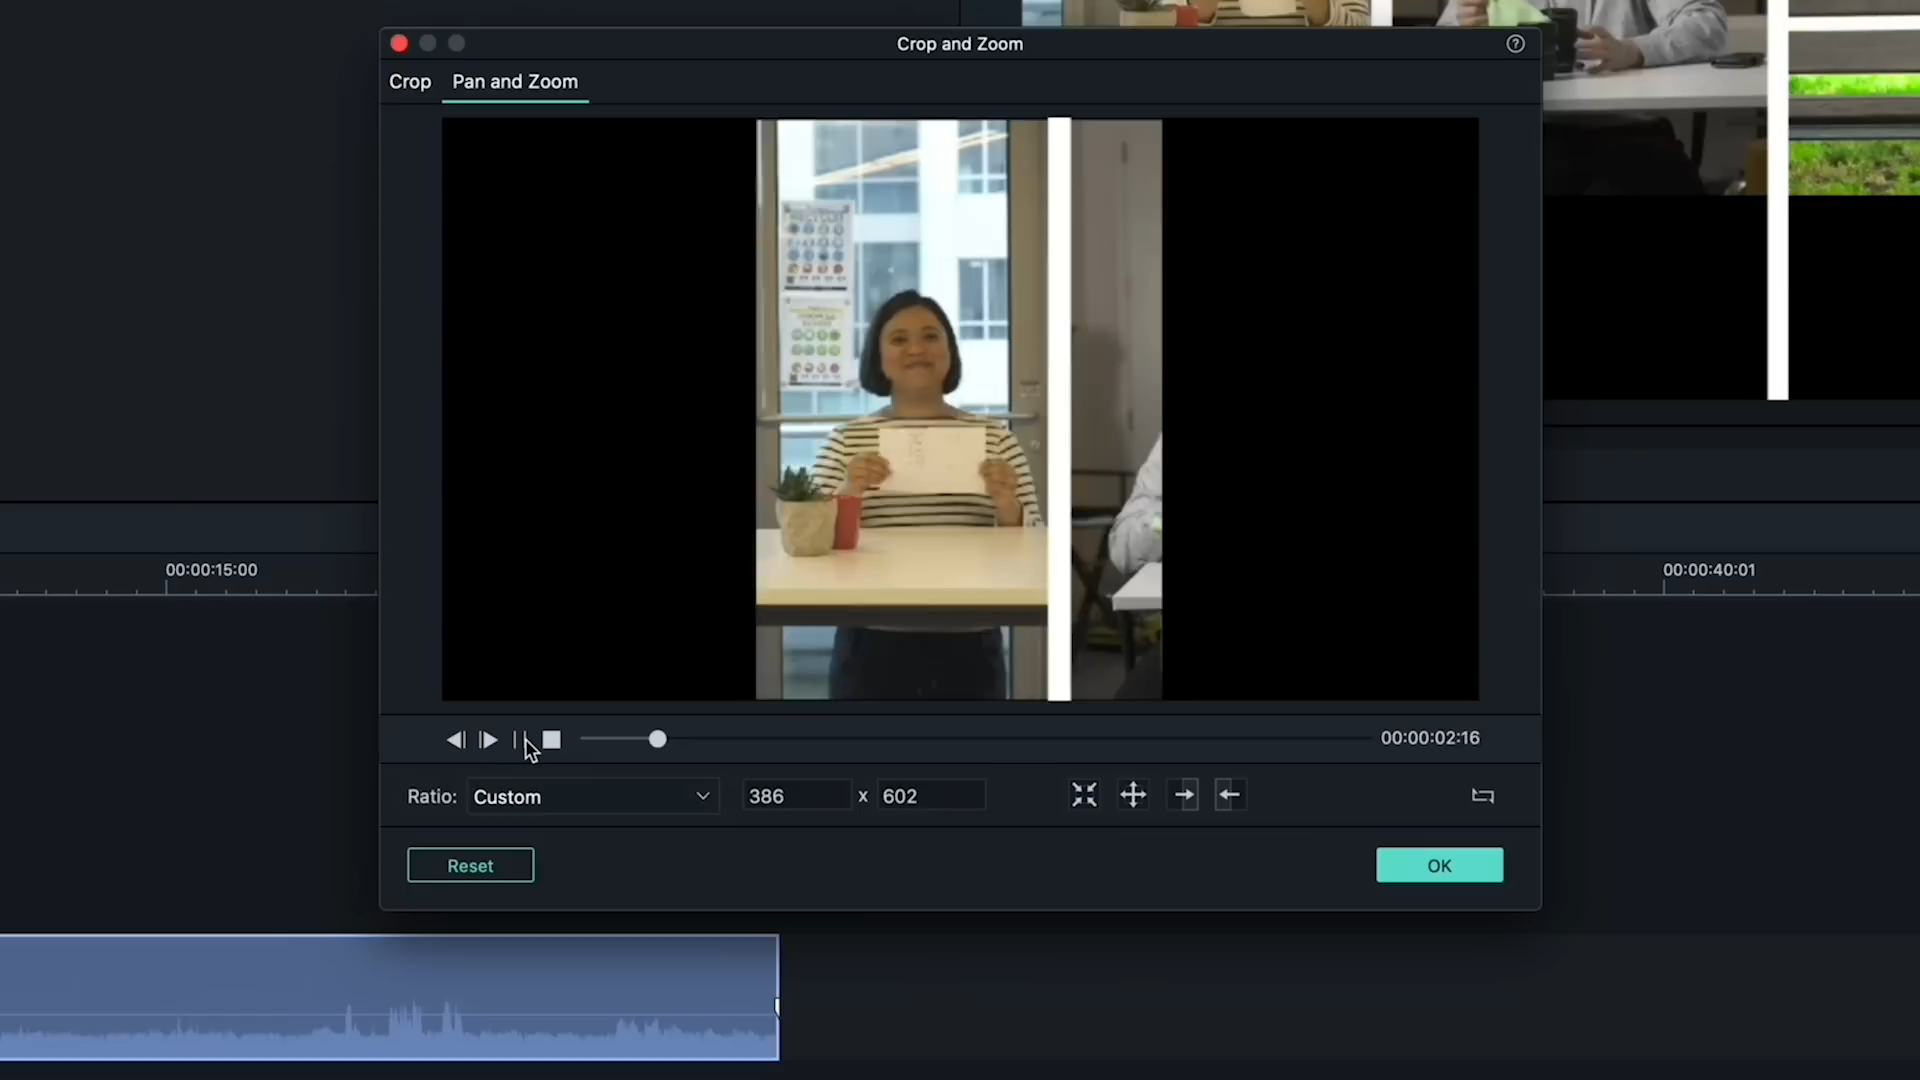 Crop and Zoom
Crop Pan and Zoom
00:00:15:00
00:00:40:01
00:00:02:16
Ratio: Custom 386 x 602
Reset
OK